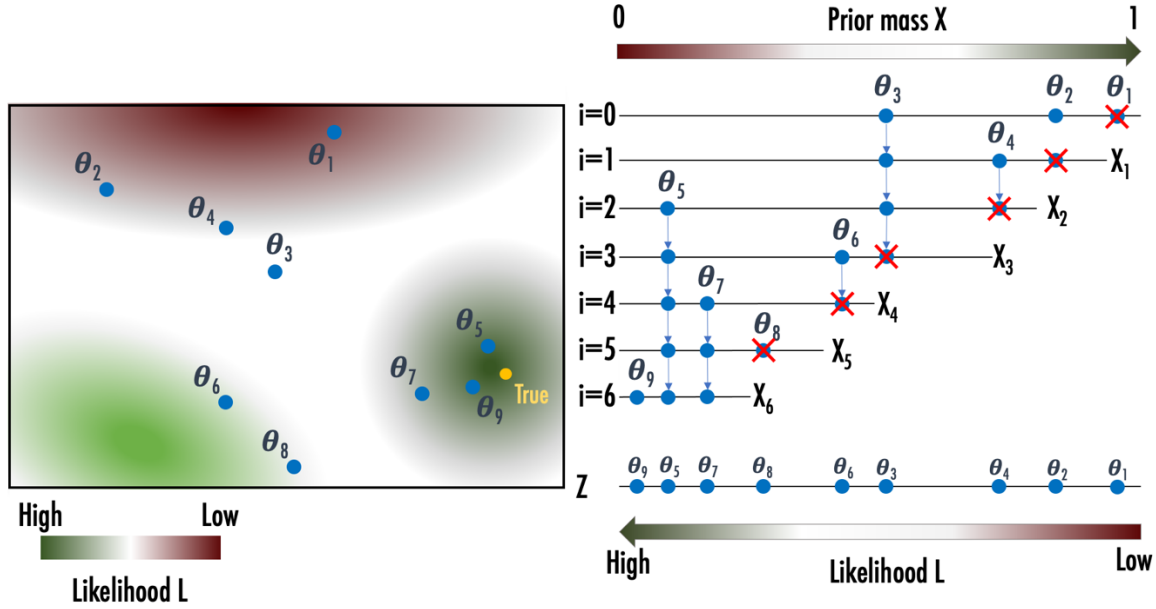 0 Prior mass X 1
θ1
θ2
θ4
θ3
θ5
θ7
True
θ9
θ6
θ8
High Low
Likelihood L
θ3 θ2 θ1
i=0
θ4
i=1 X1
θ5
i=2 X2
θ6
i=3 X3
θ7
i=4 X4
θ8
i=5 X5
θ9
i=6 X6
θ9 θ5 θ7 θ8 θ6 θ3 θ4 θ2 θ1
Z
High Likelihood L Low